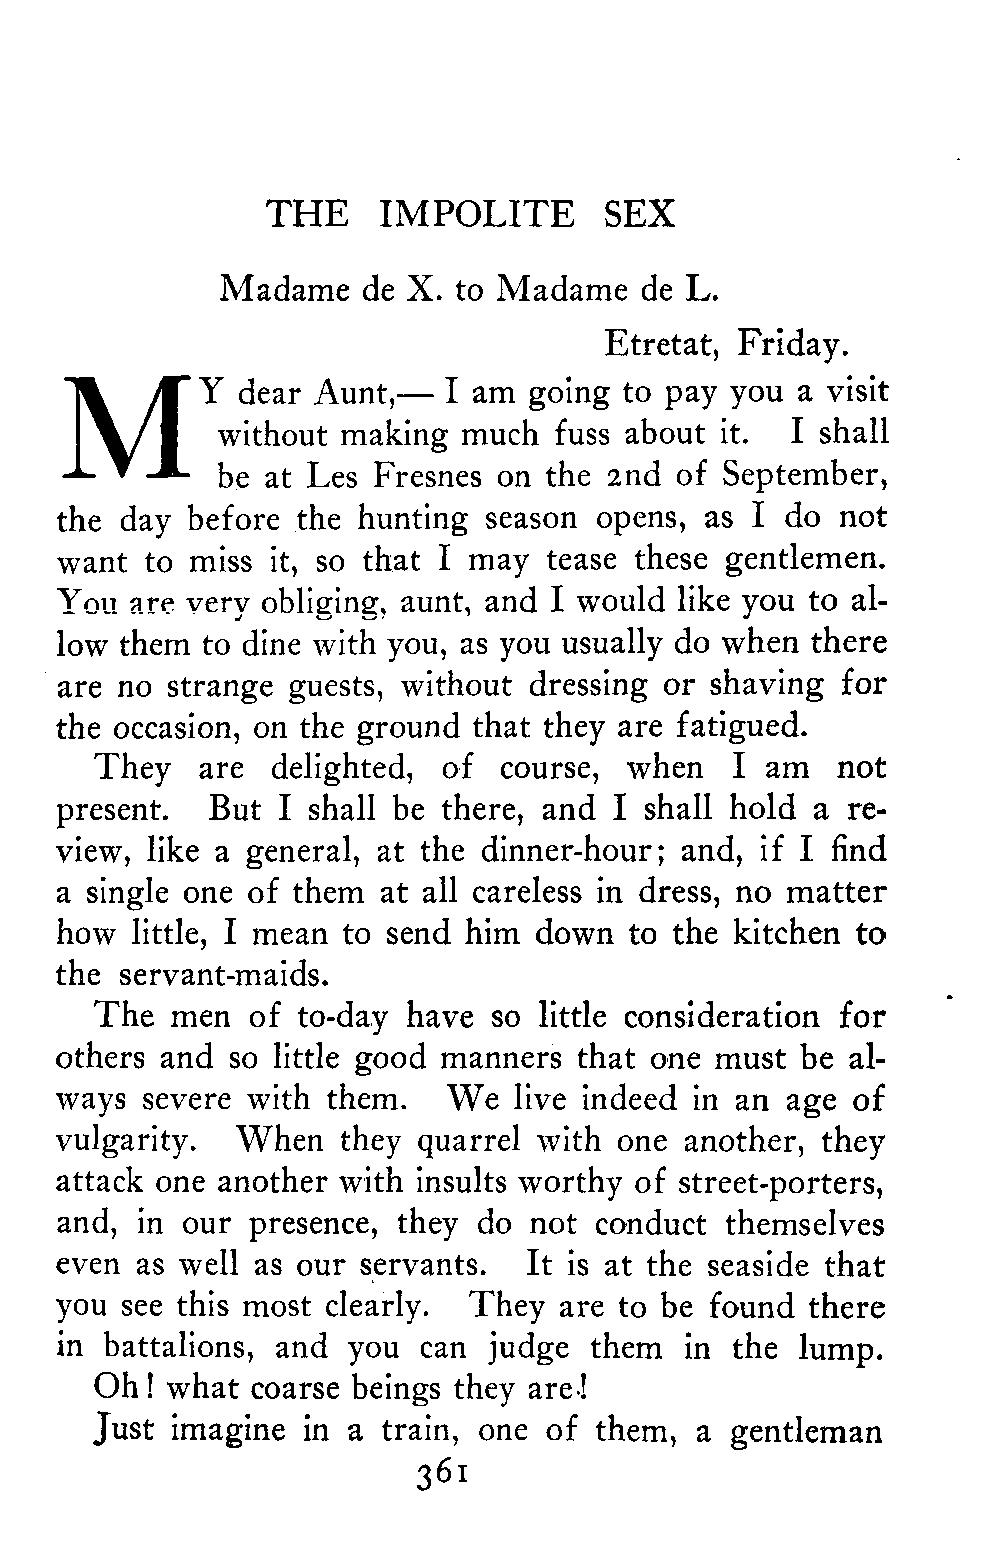 THE IMPOLITE SEX
Madame de X. to Madame de L.
Etretat, Friday.
MY dear Aunt,— I am going to pay you a visit
without making much fuss about it. I shall
be at Les Fresnes on the 2nd of September,
the day before the hunting season opens, as I do not
want to miss it, so that I may tease these gentlemen.
You are very obliging, aunt, and I would like you to al-
low them to dine with you, as you usually do when there
are no strange guests, without dressing or shaving for
the occasion, on the ground that they are fatigued.
They are delighted, of course, when I am not
present. But I shall be there, and I shall hold a re-
view, like a general, at the dinner-hour; and, if I find
a single one of them at all careless in dress, no matter
how little, I mean to send him down to the kitchen to
the servant-maids.
The men of to-day have so little consideration for
others and so little good manners that one must be al-
ways severe with them. We live indeed in an age of
vulgarity. When they quarrel with one another, they
attack one another with insults worthy of street-porters,
and, in our presence, they do not conduct themselves
even as well as our servants. It is at the seaside that
you see this most clearly. They are to be found there
in battalions, and you can judge them in the lump.
Oh! what coarse beings they are!
Just imagine in a train, one of them, a gentleman
361